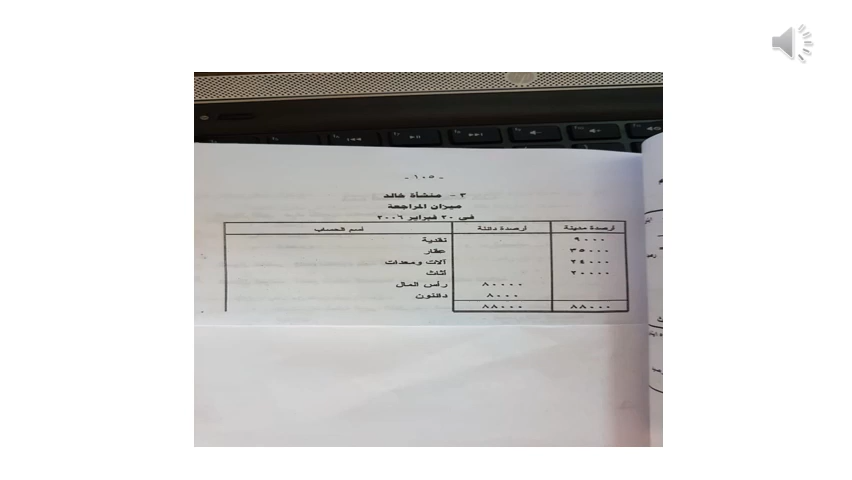 - ١٠٥ -
٣ - منشأة خالد
ميزان المراجعة
فى ٢٠ فبراير ٢٠٠٦
أرصدة مدينة أرصدة دائنة اسم الحساب
٩٠٠٠ نقدية
٣٥٠٠٠ عقار
٢٤٠٠٠ آلات ومعدات
٢٠٠٠٠ أثاث
٨٠٠٠٠ رأس المال
٨٠٠٠ دائنون
٨٨٠٠٠ ٨٨٠٠٠